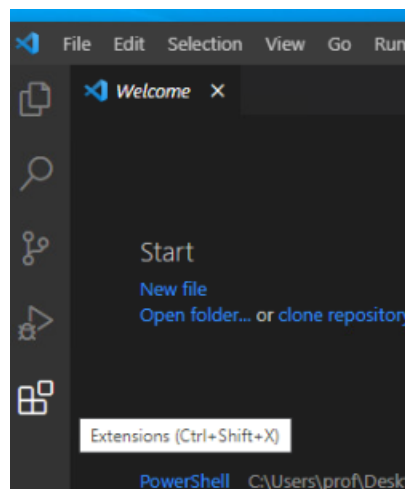 File Edit Selection View Go Run
Welcome
Start
New file
Open folder... or clone repository
Extensions (Ctrl+Shift+X)
PowerShell C:\Users\prof\Desk